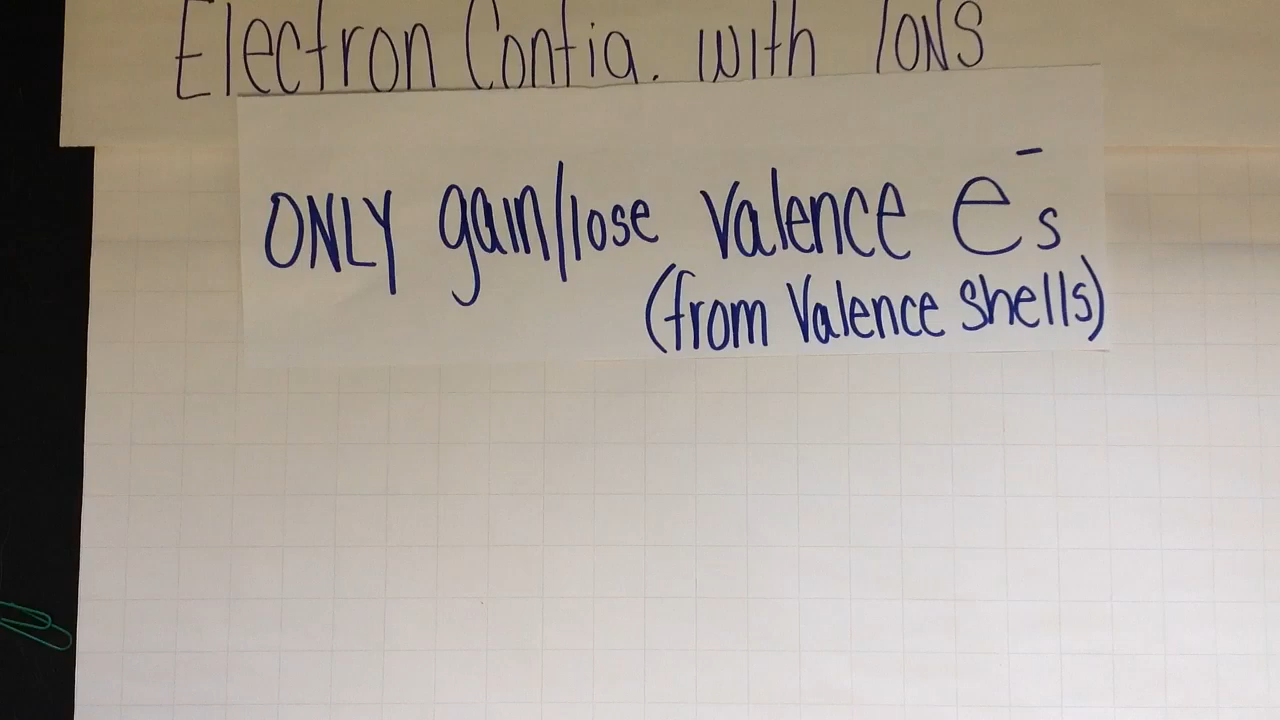 Electron Config. with IONS
ONLY gain/lose valence e⁻s
(from Valence shells)